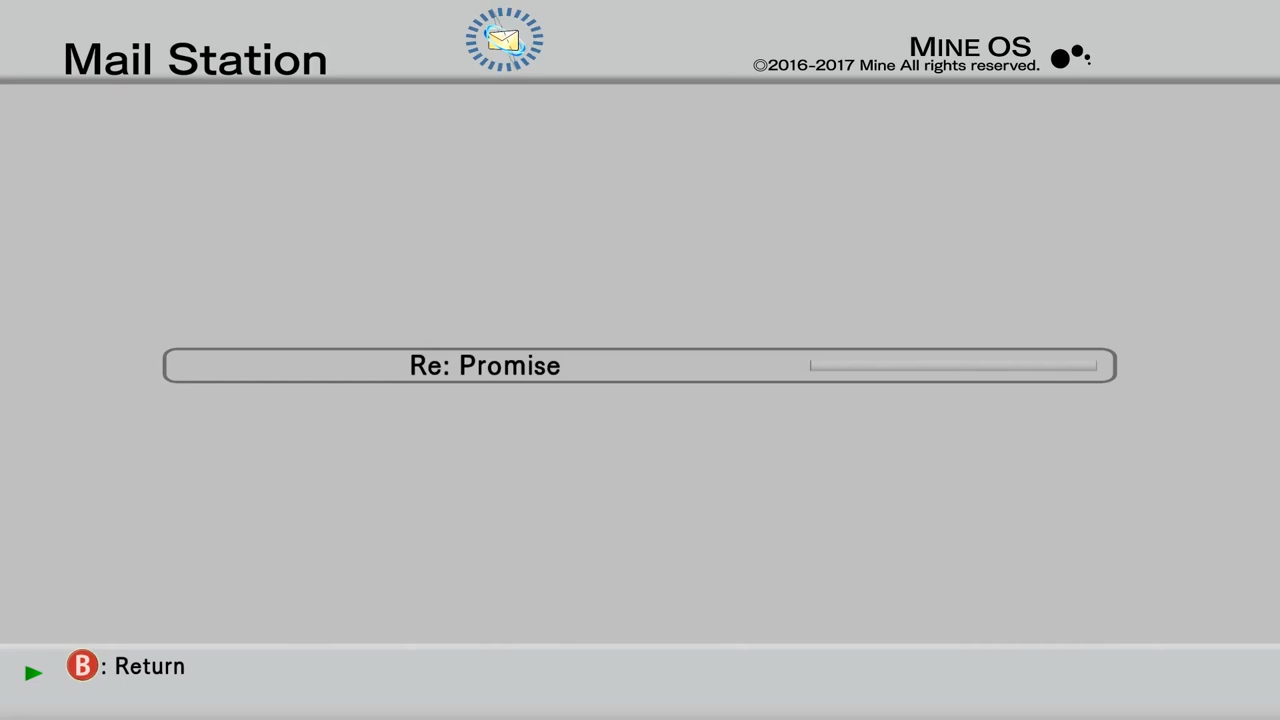 Mail Station
MINE OS
©2016-2017 Mine All rights reserved.
Re: Promise
B: Return